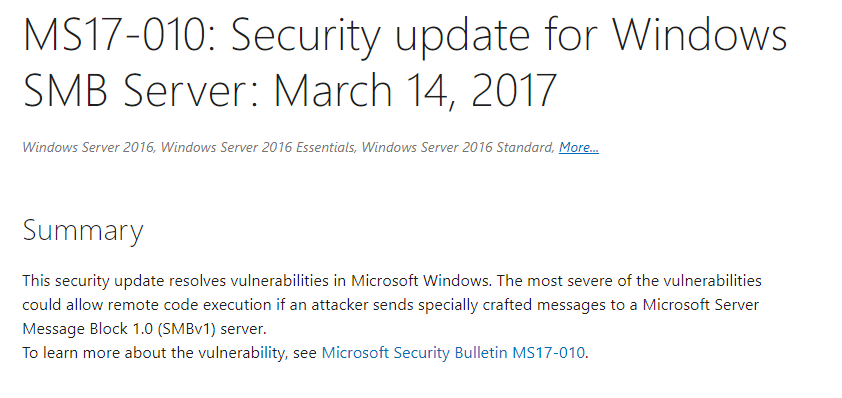 MS17-010: Security update for Windows
SMB Server: March 14, 2017
Windows Server 2016, Windows Server 2016 Essentials, Windows Server 2016 Standard, More...
Summary
This security update resolves vulnerabilities in Microsoft Windows. The most severe of the vulnerabilities
could allow remote code execution if an attacker sends specially crafted messages to a Microsoft Server
Message Block 1.0 (SMBv1) server.
To learn more about the vulnerability, see Microsoft Security Bulletin MS17-010.